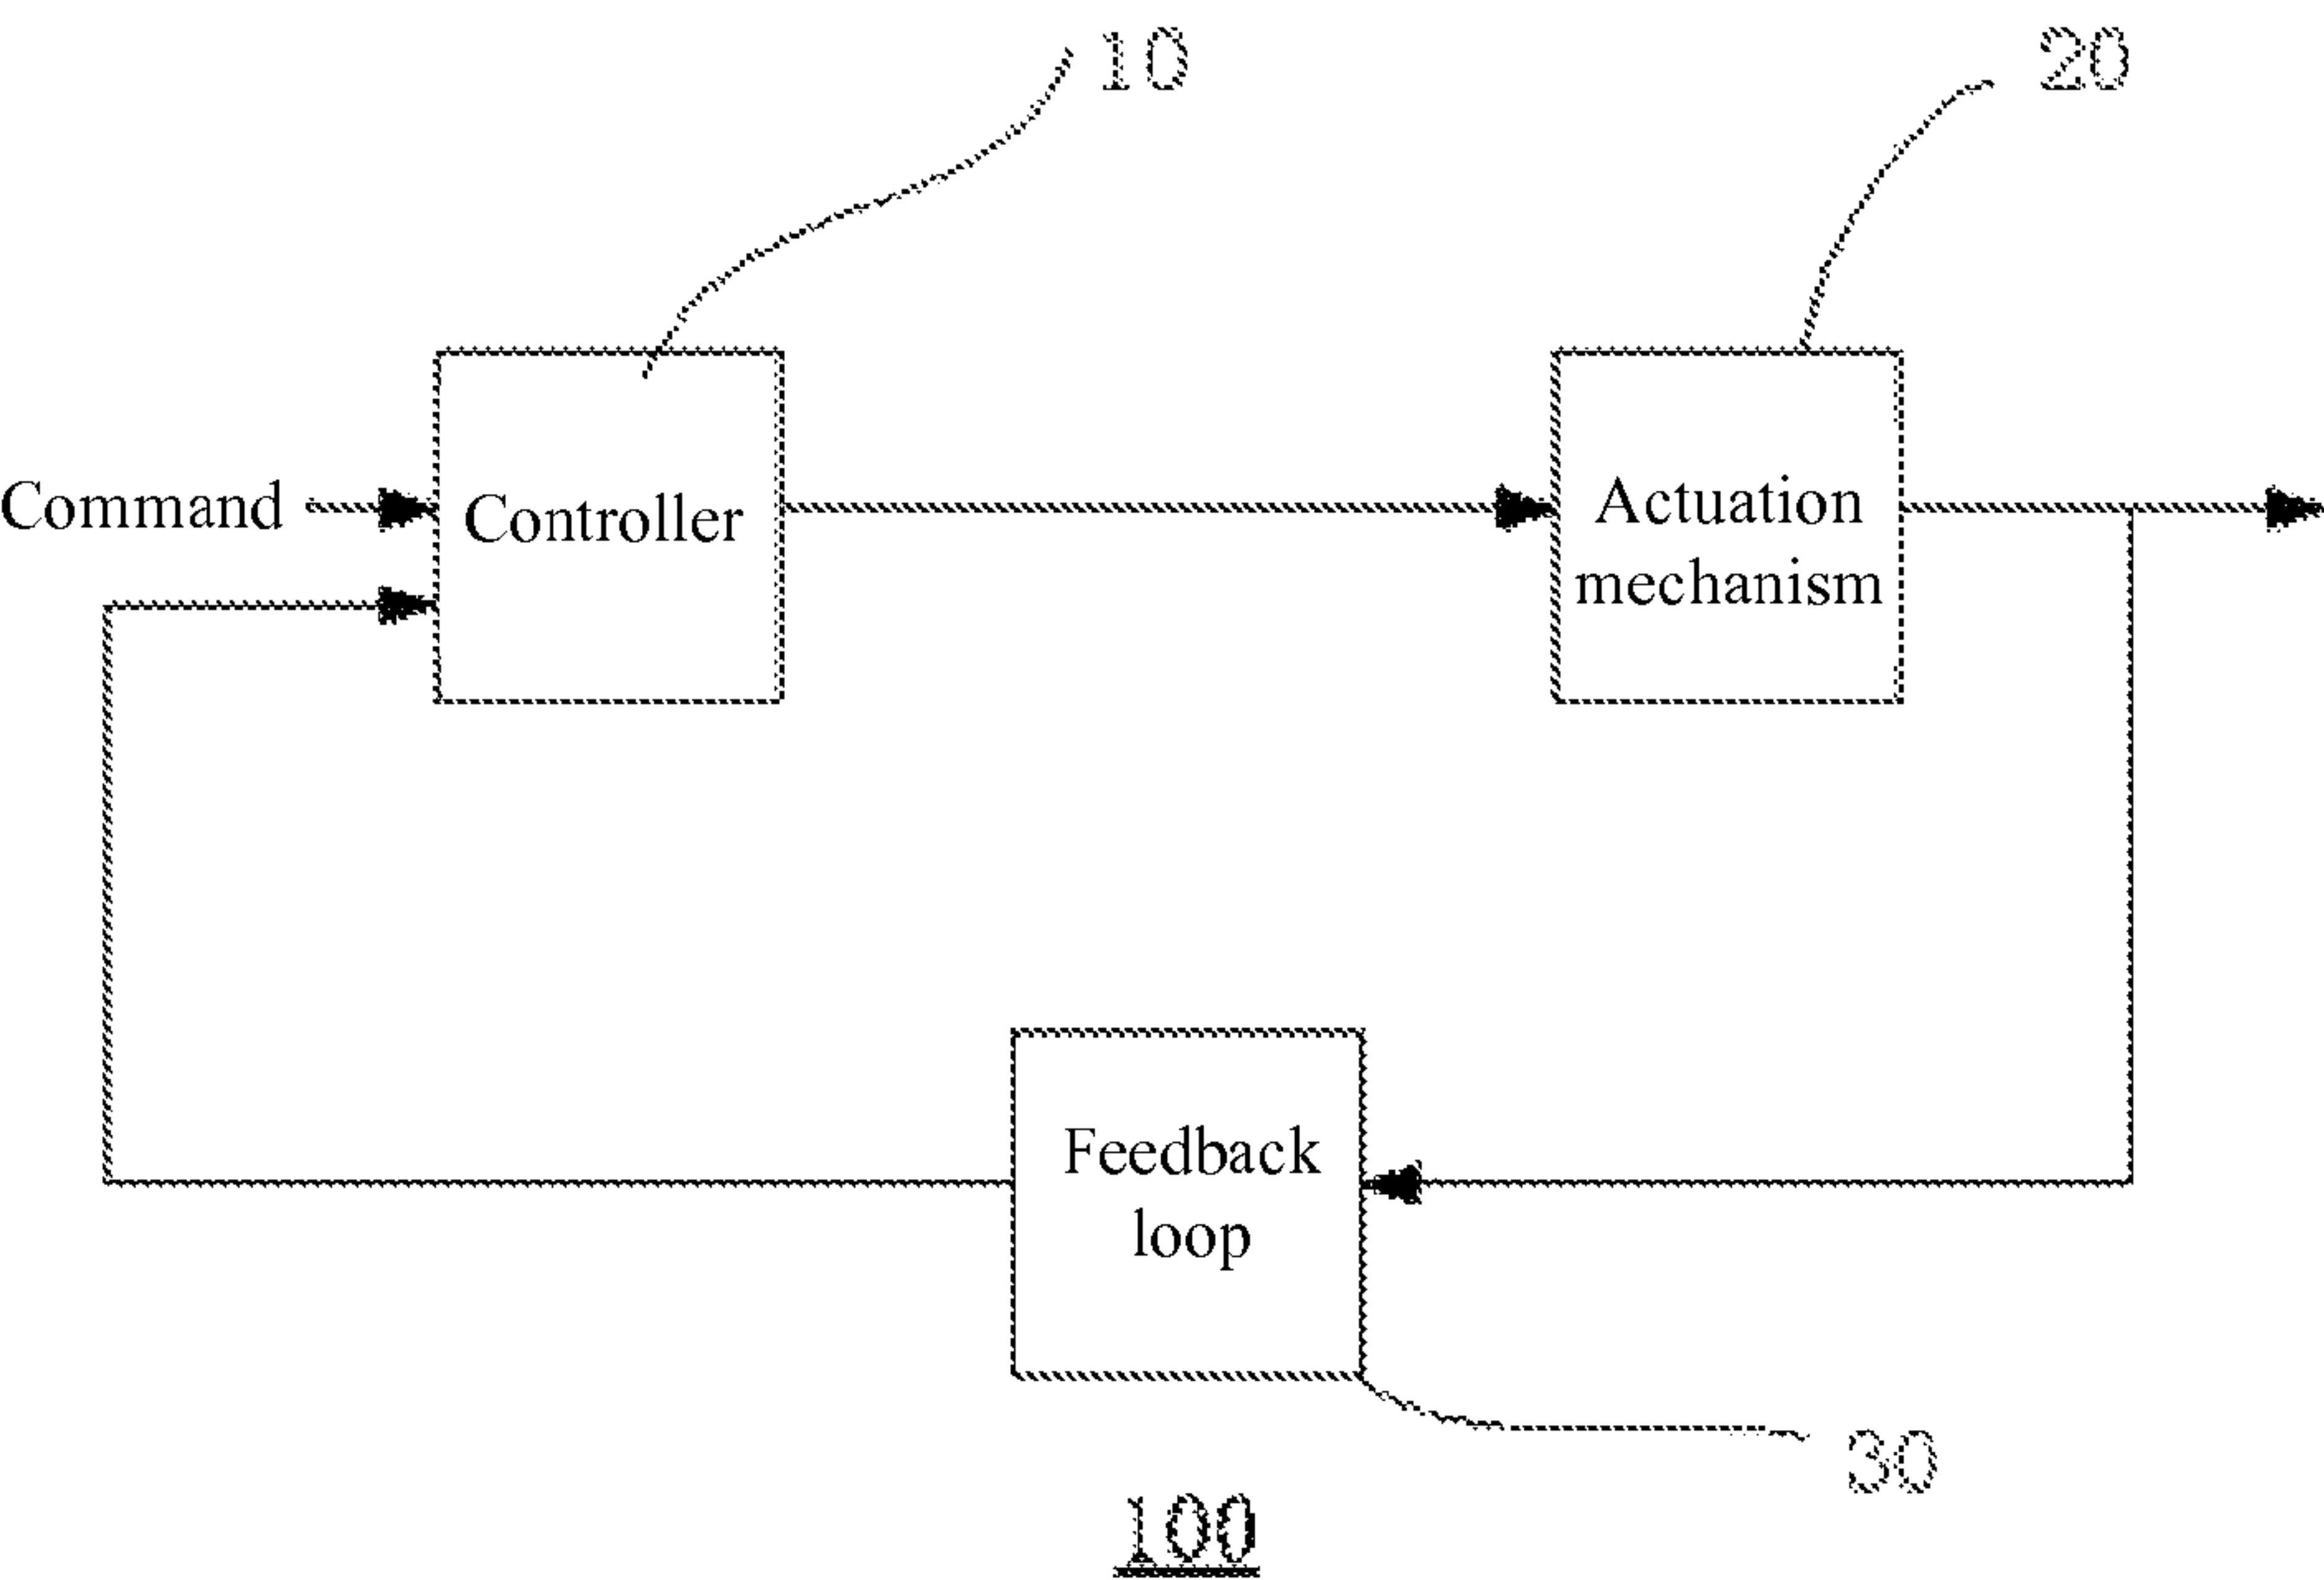 10
20
Command
Controller
Actuation
mechanism
Feedback
loop
30
100